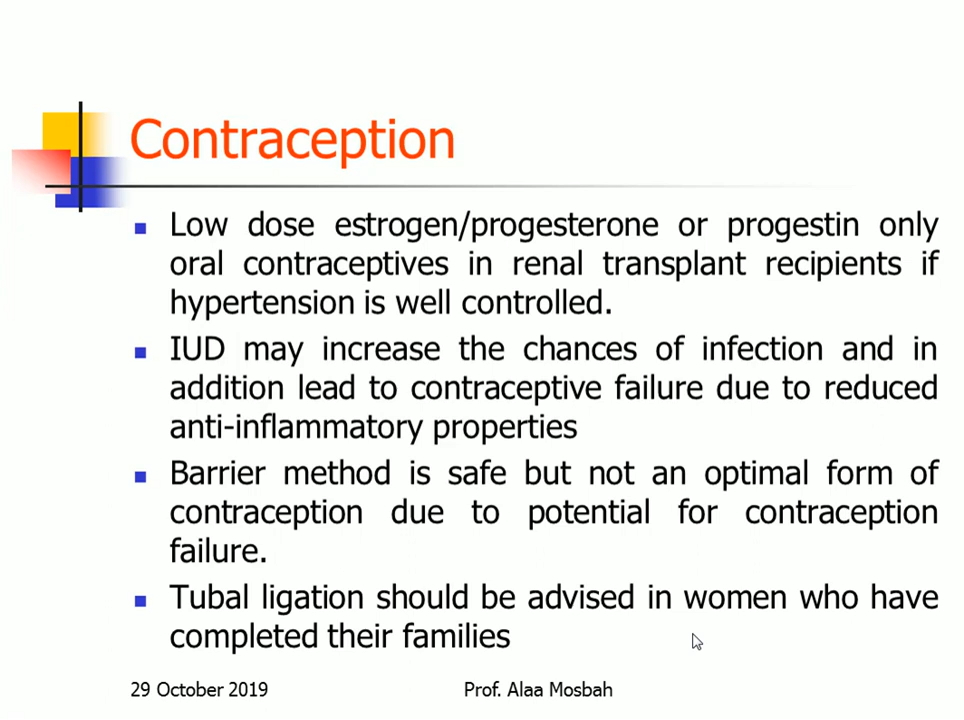 Contraception
Low dose estrogen/progesterone or progestin only
oral contraceptives in renal transplant recipients if
hypertension is well controlled.
IUD may increase the chances of infection and in
addition lead to contraceptive failure due to reduced
anti-inflammatory properties
Barrier method is safe but not an optimal form of
contraception due to potential for contraception
failure.
Tubal ligation should be advised in women who have
completed their families
29 October 2019 Prof. Alaa Mosbah